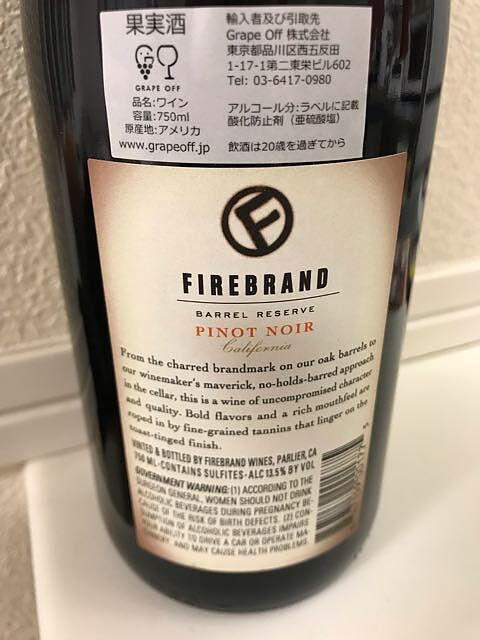 果実酒
GRAPE OFF
品名:ワイン
容量:750ml
原産地:アメリカ
www.grapeoff.jp
輸入者及び引取先
Grape Off 株式会社
東京都品川区西五反田
1-17-1第二東栄ビル602
Tel: 03-6417-0980
アルコール分:ラベルに記載
酸化防止剤（亜硫酸塩）
飲酒は20歳を過ぎてから
F
FIREBRAND
BARREL RESERVE
PINOT NOIR
California
From the charred brandmark on our oak barrels to
our winemaker's maverick, no-holds-barred approach
in the cellar, this is a wine of uncompromised character
and quality. Bold flavors and a rich mouthfeel are
roped in by fine-grained tannins that linger on the
toast-tinged finish.
VINTED & BOTTLED BY FIREBRAND WINES, PARLIER, CA
750 ML-CONTAINS SULFITES-ALC 13.5% BY VOL
GOVERNMENT WARNING: (1) ACCORDING TO THE
SURGEON GENERAL, WOMEN SHOULD NOT DRINK
ALCOHOLIC BEVERAGES DURING PREGNANCY BE-
CAUSE OF THE RISK OF BIRTH DEFECTS. (2) CON-
SUMPTION OF ALCOHOLIC BEVERAGES IMPAIRS
YOUR ABILITY TO DRIVE A CAR OR OPERATE MA-
CHINERY, AND MAY CAUSE HEALTH PROBLEMS.